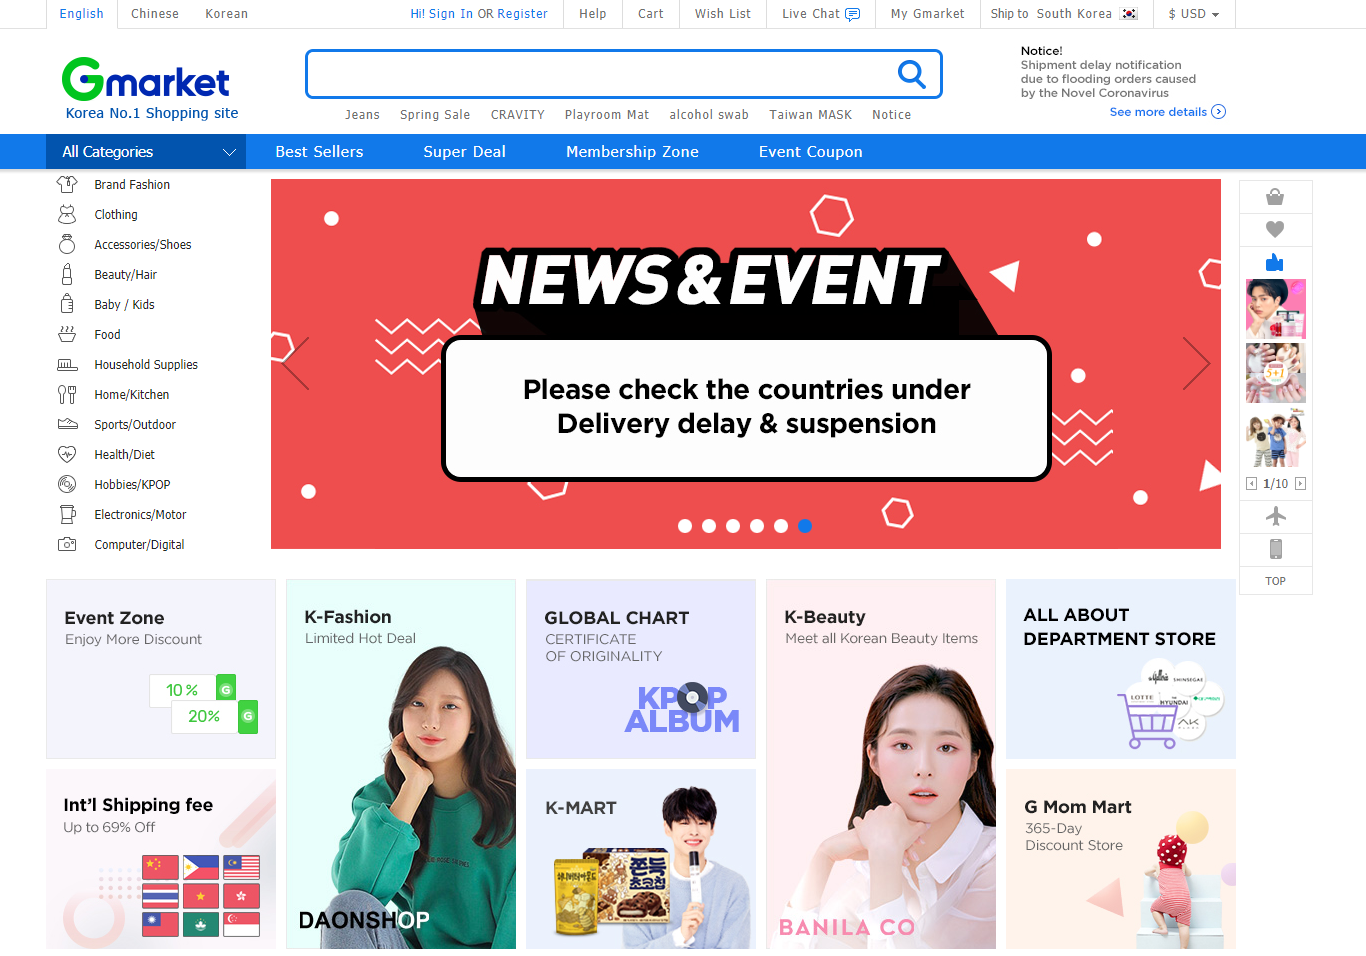 English
Chinese
Korean
Hi! Sign In OR Register
Help
Cart
Wish List
Live Chat
My Gmarket
Ship to South Korea
$ USD
Gmarket
Korea No.1 Shopping site
Notice!
Shipment delay notification
due to flooding orders caused
by the Novel Coronavirus
See more details
Jeans
Spring Sale
CRAVITY
Playroom Mat
alcohol swab
Taiwan MASK
Notice
All Categories
Best Sellers
Super Deal
Membership Zone
Event Coupon
Brand Fashion
Clothing
Accessories/Shoes
Beauty/Hair
Baby / Kids
Food
Household Supplies
Home/Kitchen
Sports/Outdoor
Health/Diet
Hobbies/KPOP
Electronics/Motor
Computer/Digital
NEWS & EVENT
Please check the countries under
Delivery delay & suspension
5+1
1/10
TOP
Event Zone
Enjoy More Discount
10%
G
20%
G
K-Fashion
Limited Hot Deal
DAONSHOP
GLOBAL CHART
CERTIFICATE
OF ORIGINALITY
KPOP
ALBUM
K-Beauty
Meet all Korean Beauty Items
BANILA CO
ALL ABOUT
DEPARTMENT STORE
SHINSEGAE
LOTTE
HYUNDAI
AK
Int'l Shipping fee
Up to 69% Off
K-MART
쫀득
초코칩
G Mom Mart
365-Day
Discount Store